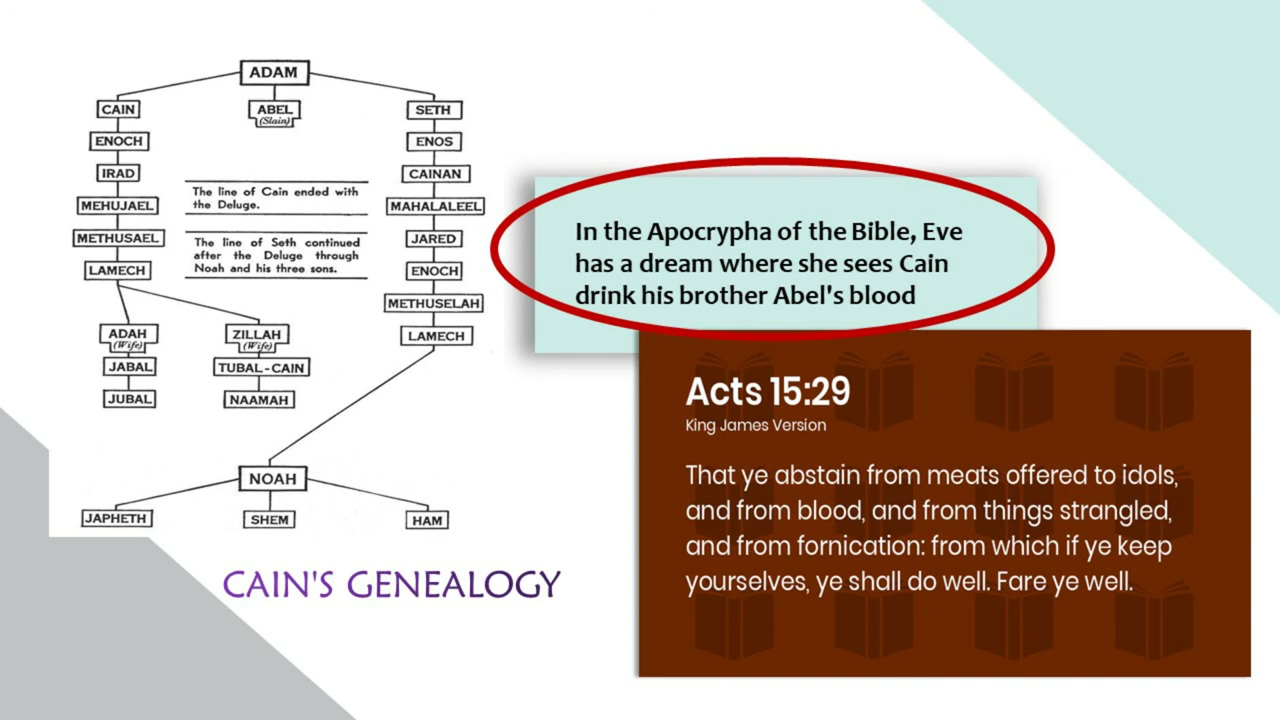 ADAM
CAIN
ABEL
(Slain)
SETH
ENOCH
ENOS
IRAD
CAINAN
The line of Cain ended with
the Deluge.
MEHUJAEL
MAHALALEEL
METHUSAEL
The line of Seth continued
after the Deluge through
Noah and his three sons.
JARED
LAMECH
ENOCH
METHUSELAH
ADAH
(Wife)
ZILLAH
(Wife)
LAMECH
JABAL
TUBAL-CAIN
JUBAL
NAAMAH
NOAH
JAPHETH
SHEM
HAM
CAIN'S GENEALOGY
In the Apocrypha of the Bible, Eve
has a dream where she sees Cain
drink his brother Abel's blood
Acts 15:29
King James Version
That ye abstain from meats offered to idols,
and from blood, and from things strangled,
and from fornication: from which if ye keep
yourselves, ye shall do well. Fare ye well.